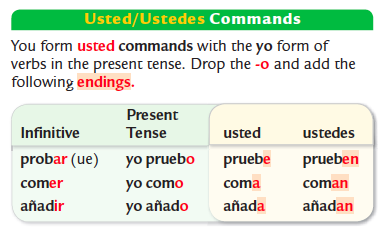 Usted/Ustedes Commands
You form usted commands with the yo form of
verbs in the present tense. Drop the -o and add the
following endings.
Present
Infinitive Tense usted ustedes
probar (ue) yo pruebo pruebe prueben
comer yo como coma coman
añadir yo añado añada añadan